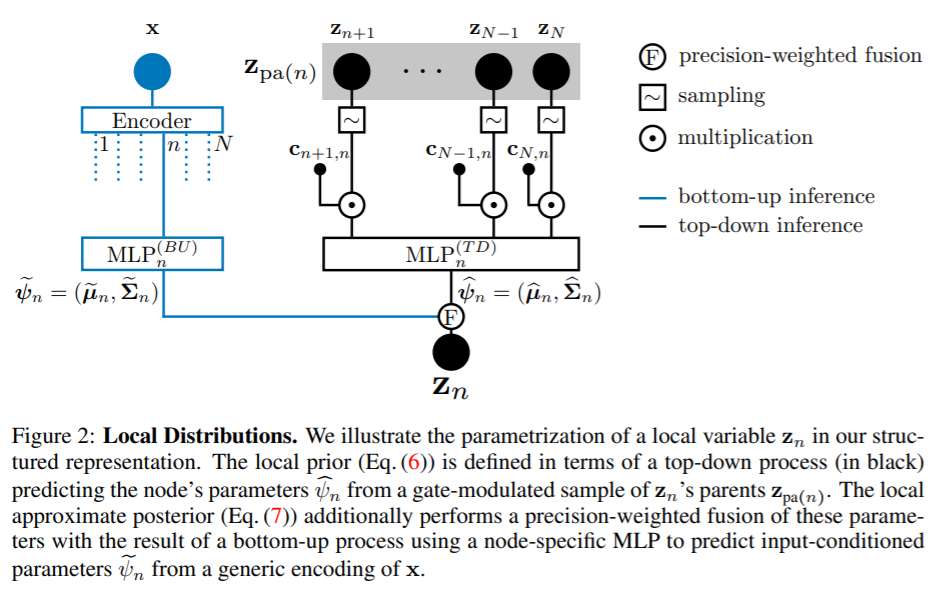 x
z_{n+1} z_{N−1} z_N
z_{pa(n)} · · ·
F precision-weighted fusion
∼ ∼ ∼ ∼ sampling
Encoder
multiplication
1 n N
c_{n+1,n} c_{N−1,n} c_{N,n}
bottom-up inference
top-down inference
MLP_n^{(BU)} MLP_n^{(TD)}
ψ̃_n = (μ̃_n, Σ̃_n) ψ̂_n = (μ̂_n, Σ̂_n)
F
z_n
Figure 2: Local Distributions. We illustrate the parametrization of a local variable z_n in our struc-
tured representation. The local prior (Eq. (6)) is defined in terms of a top-down process (in black)
predicting the node's parameters ψ̂_n from a gate-modulated sample of z_n's parents z_{pa(n)}. The local
approximate posterior (Eq. (7)) additionally performs a precision-weighted fusion of these parame-
ters with the result of a bottom-up process using a node-specific MLP to predict input-conditioned
parameters ψ̃_n from a generic encoding of x.